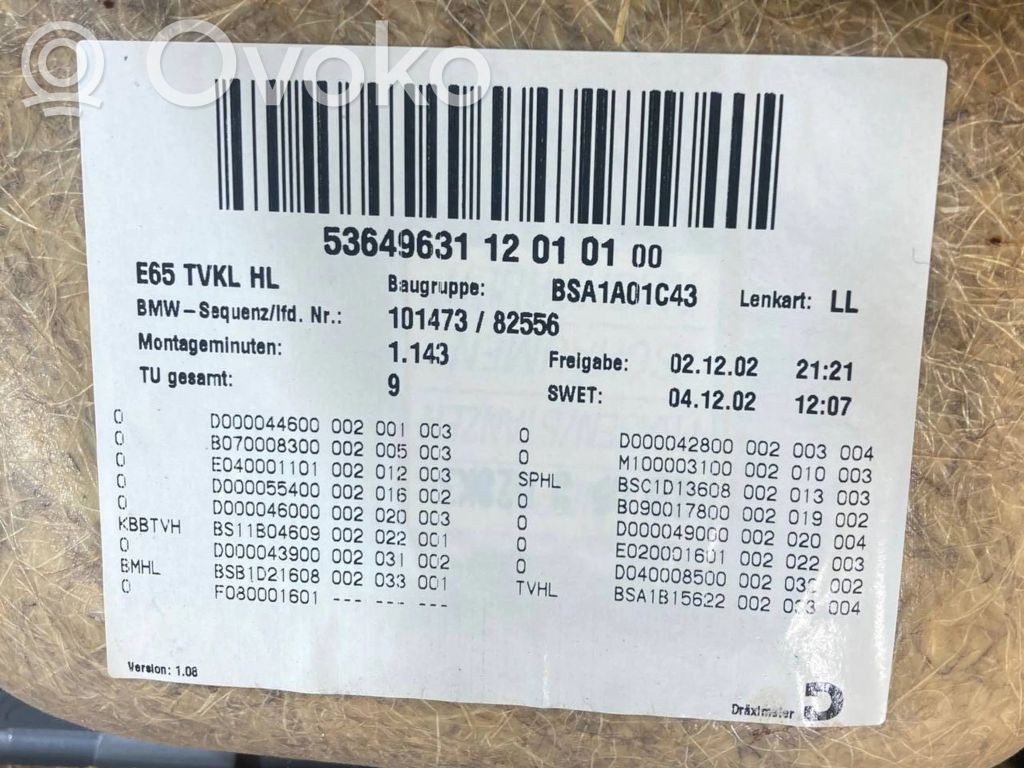 Ovoko
53649631 12 01 01 00
E65 TVKL HL Baugruppe: BSA1A01C43 Lenkart: LL
BMW-Sequenz/lfd. Nr.: 101473 / 82556
Montageminuten: 1.143 Freigabe: 02.12.02 21:21
TU gesamt: 9 SWET: 04.12.02 12:07
0 D000044600 002 001 003 0 D000042800 002 003 004
0 B070008300 002 005 003 0 M100003100 002 010 003
0 E040001101 002 012 003 SPHL BSC1D13608 002 013 003
0 D000055400 002 016 002 0 B090017800 002 019 002
0 D000046000 002 020 003 0 D000049000 002 020 004
KBBTVH BS11B04609 002 022 001 0 E020001601 002 022 003
0 D000043900 002 031 002 0 D040008500 002 002
BMHL BSB1D21608 002 033 001 TVHL BSA1B15622 002 033 004
0 F080001601 --- --- ---
Version: 1.08
Dräxlmaier